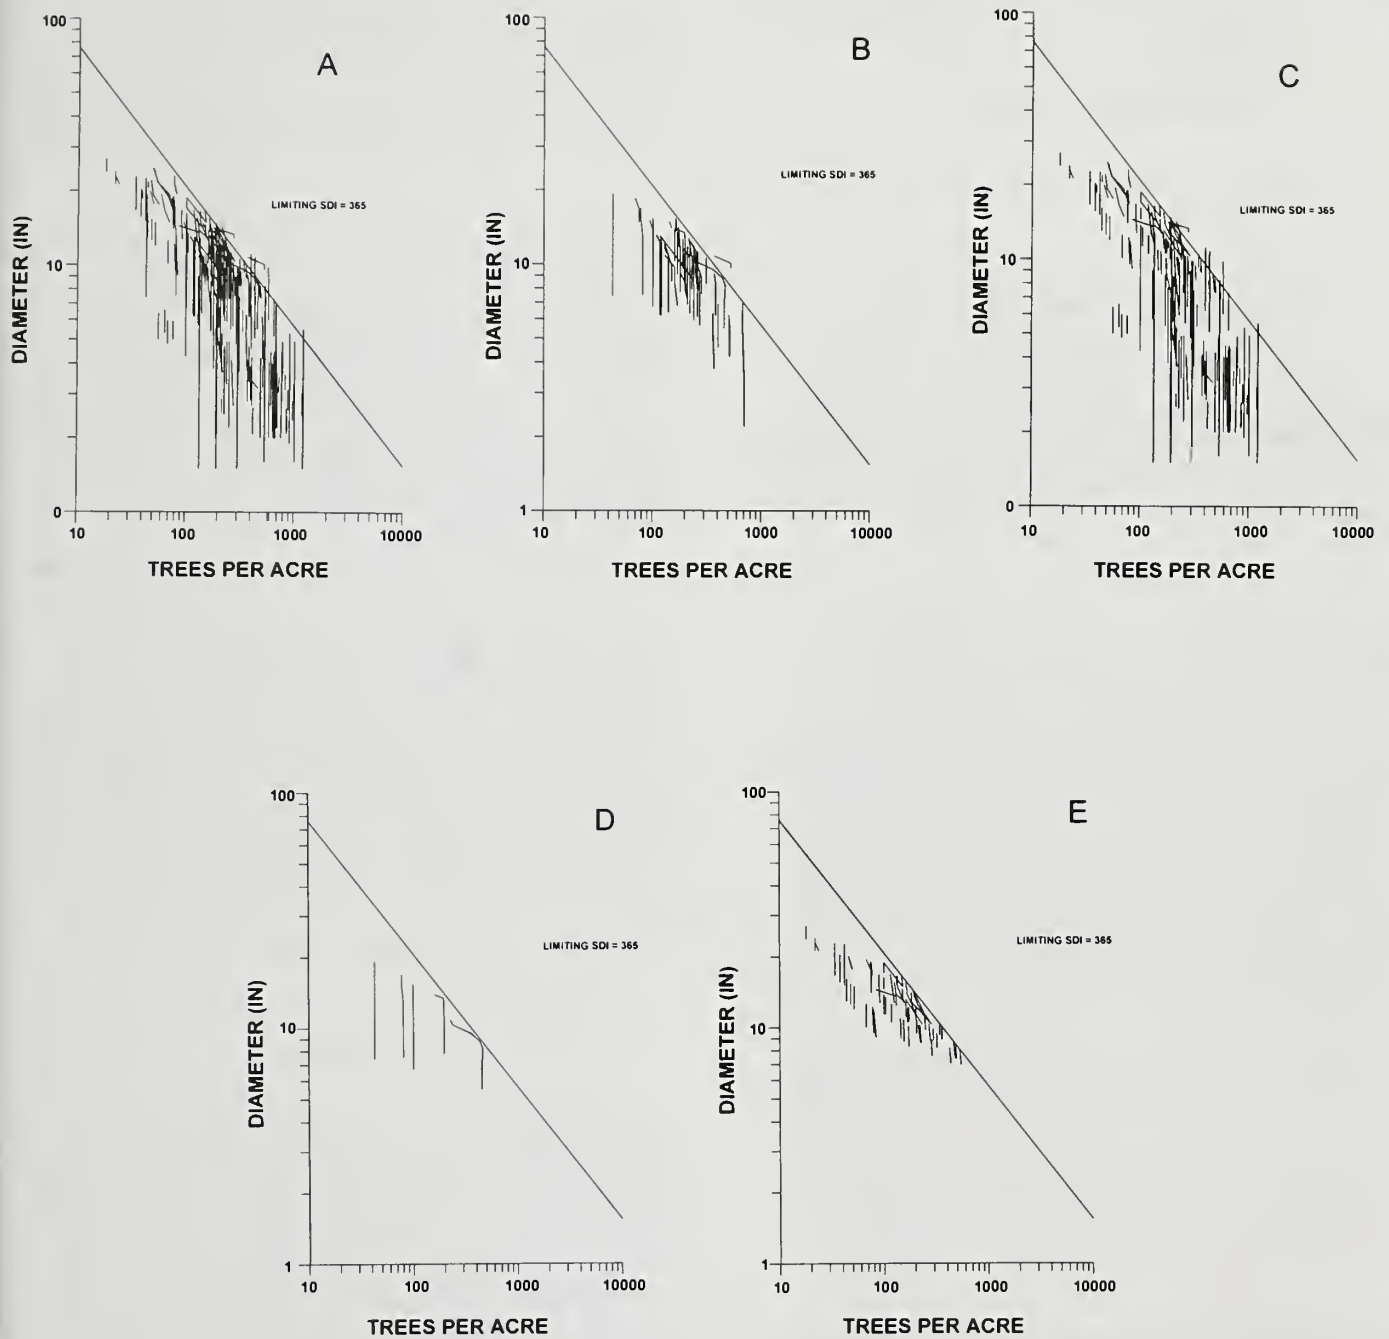 A
100
10
0
10
100
1000
10000
DIAMETER (IN)
TREES PER ACRE
LIMITING SDI = 365
B
100
10
1
10
100
1000
10000
DIAMETER (IN)
TREES PER ACRE
LIMITING SDI = 365
C
100
10
0
10
100
1000
10000
DIAMETER (IN)
TREES PER ACRE
LIMITING SDI = 365
D
100
10
1
10
100
1000
10000
DIAMETER (IN)
TREES PER ACRE
LIMITING SDI = 365
E
100
10
1
10
100
1000
10000
DIAMETER (IN)
TREES PER ACRE
LIMITING SDI = 365